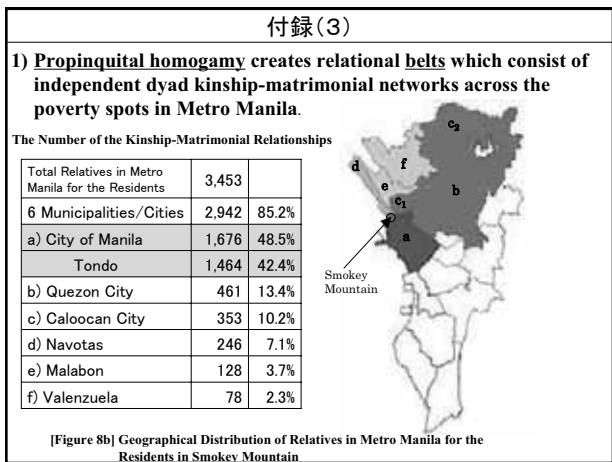 付録(3)
1) Propinquital homogamy creates relational belts which consist of
independent dyad kinship-matrimonial networks across the
poverty spots in Metro Manila.
The Number of the Kinship-Matrimonial Relationships
Total Relatives in Metro
Manila for the Residents 3,453
6 Municipalities/Cities 2,942 85.2%
a) City of Manila 1,676 48.5%
Tondo 1,464 42.4%
b) Quezon City 461 13.4%
c) Caloocan City 353 10.2%
d) Navotas 246 7.1%
e) Malabon 128 3.7%
f) Valenzuela 78 2.3%
c2
f
d
e
b
c1
a
Smokey
Mountain
[Figure 8b] Geographical Distribution of Relatives in Metro Manila for the
Residents in Smokey Mountain